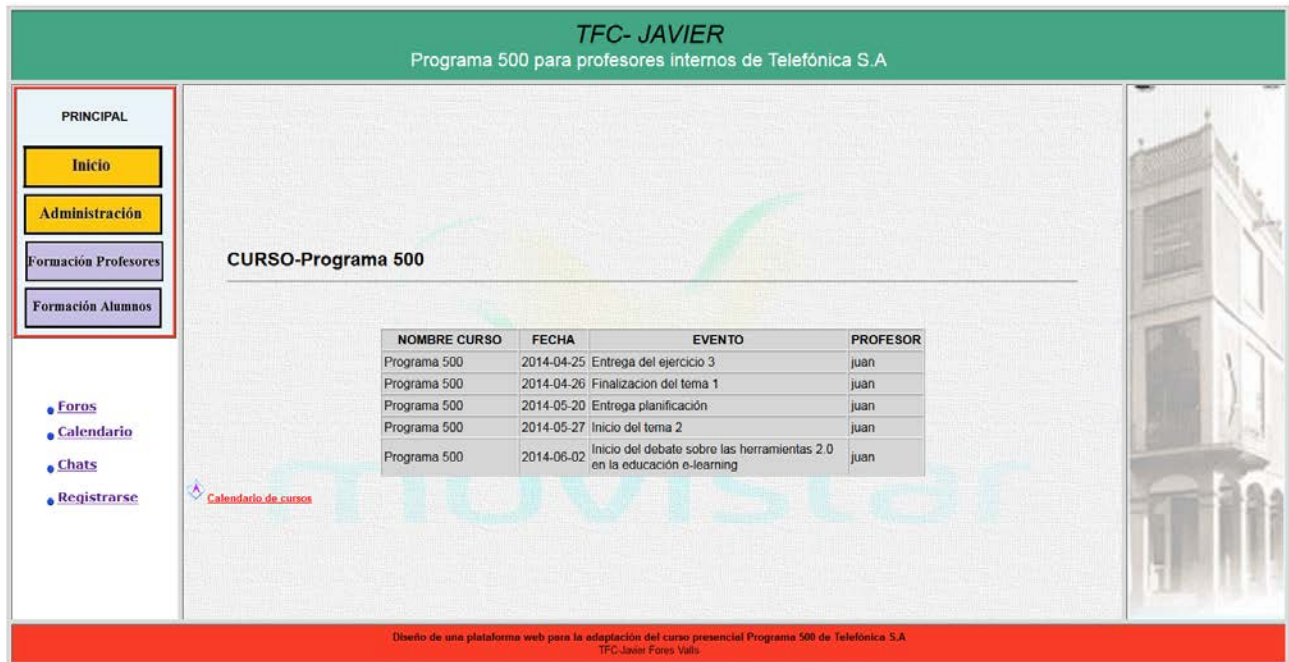 TFC- JAVIER
Programa 500 para profesores internos de Telefónica S.A
PRINCIPAL
Inicio
Administración
Formación Profesores
Formación Alumnos
Foros
Calendario
Chats
Registrarse
CURSO-Programa 500
NOMBRE CURSO FECHA EVENTO PROFESOR
Programa 500 2014-04-25 Entrega del ejercicio 3 juan
Programa 500 2014-04-26 Finalizacion del tema 1 juan
Programa 500 2014-05-20 Entrega planificación juan
Programa 500 2014-05-27 Inicio del tema 2 juan
Programa 500 2014-06-02 Inicio del debate sobre las herramientas 2.0
en la educación e-learning juan
Calendario de cursos
movistar
Diseño de una plataforma web para la adaptación del curso presencial Programa 500 de Telefónica S.A
TFC-Javier Fores Valls